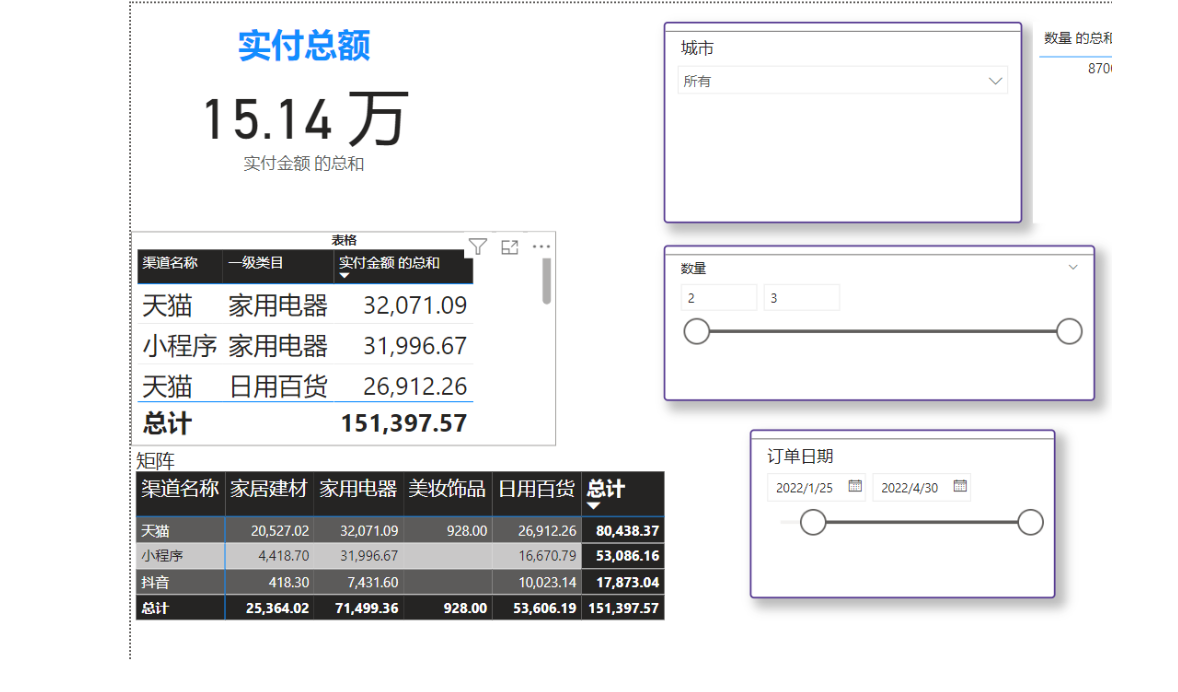 实付总额
15.14 万
实付金额 的总和
城市
所有
数量 的总和
870
数量
2 3
订单日期
2022/1/25 2022/4/30
表格
渠道名称 一级类目 实付金额 的总和
天猫 家用电器 32,071.09
小程序 家用电器 31,996.67
天猫 日用百货 26,912.26
总计 151,397.57
矩阵
渠道名称 家居建材 家用电器 美妆饰品 日用百货 总计
天猫 20,527.02 32,071.09 928.00 26,912.26 80,438.37
小程序 4,418.70 31,996.67 16,670.79 53,086.16
抖音 418.30 7,431.60 10,023.14 17,873.04
总计 25,364.02 71,499.36 928.00 53,606.19 151,397.57